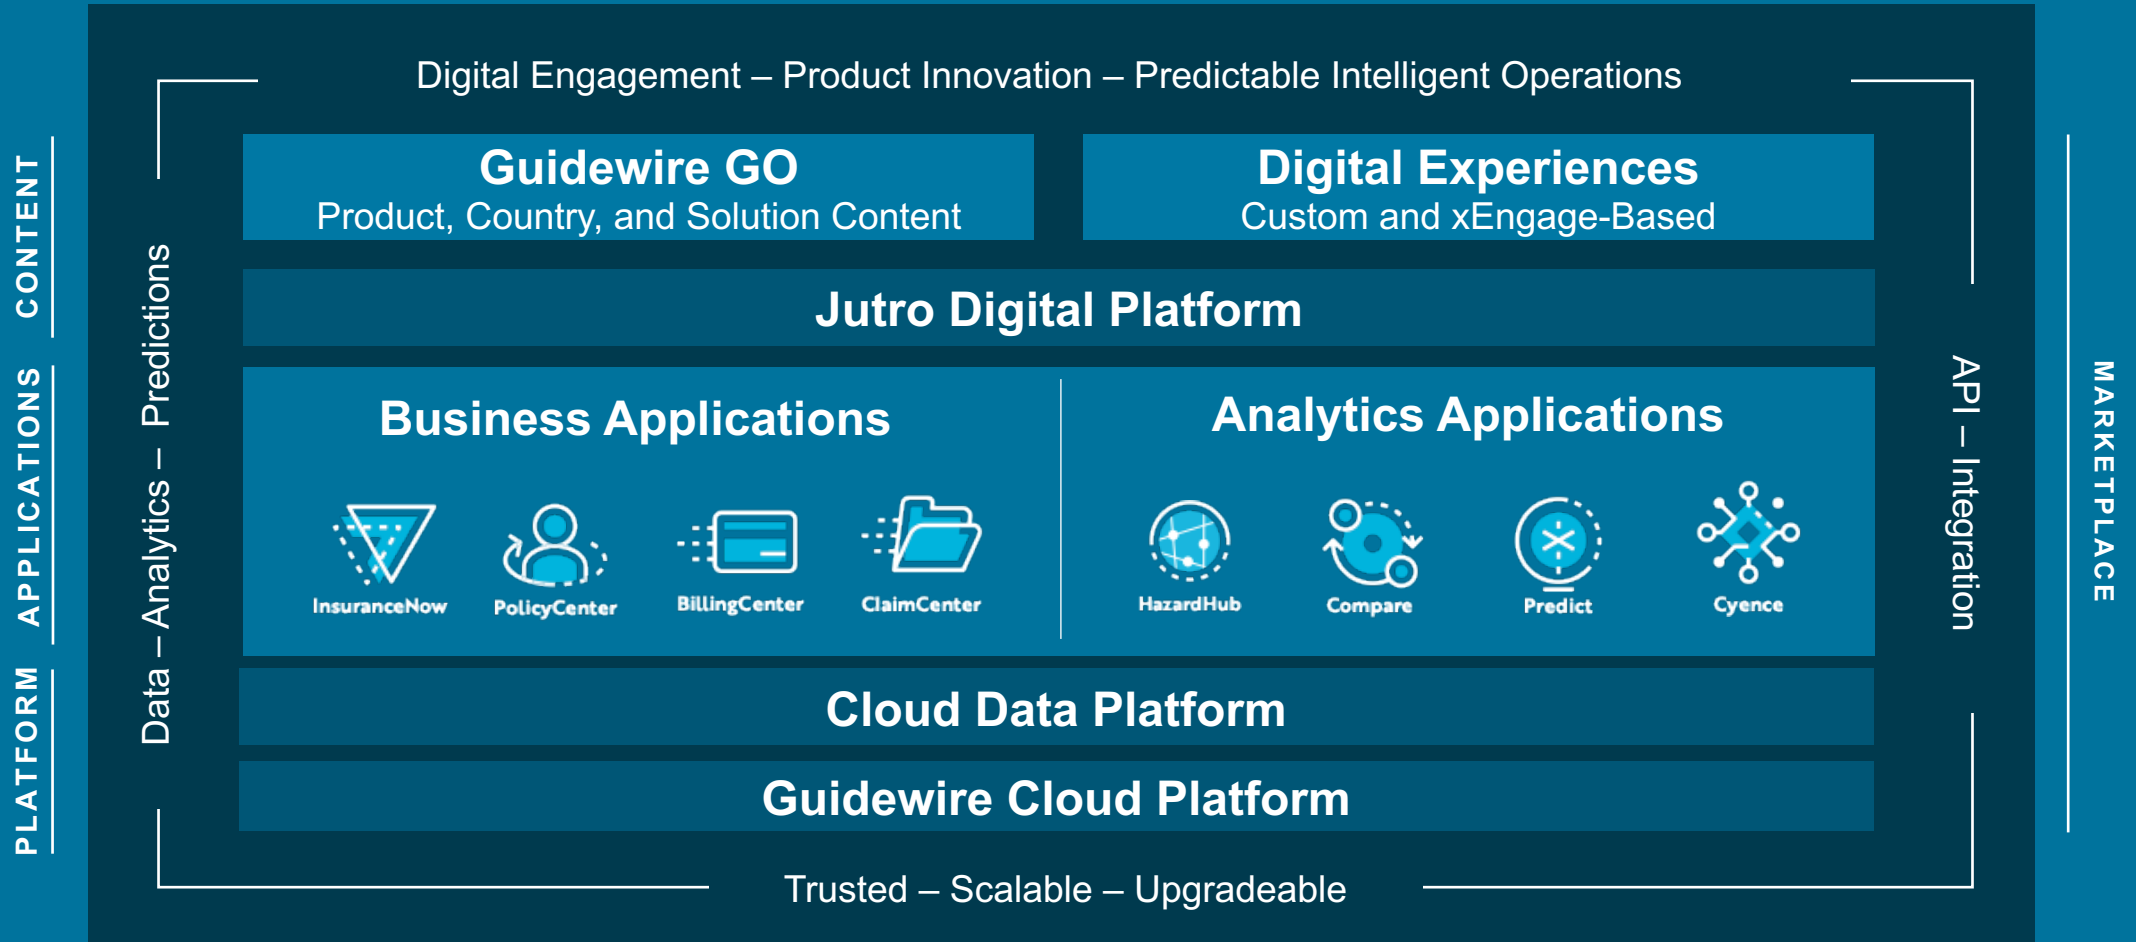 Digital Engagement – Product Innovation – Predictable Intelligent Operations
CONTENT
APPLICATIONS
PLATFORM
Data – Analytics – Predictions
Guidewire GO
Product, Country, and Solution Content
Digital Experiences
Custom and xEngage-Based
Jutro Digital Platform
Business Applications
InsuranceNow
PolicyCenter
BillingCenter
ClaimCenter
Analytics Applications
HazardHub
Compare
Predict
Cyence
Cloud Data Platform
Guidewire Cloud Platform
API – Integration
MARKETPLACE
Trusted – Scalable – Upgradeable